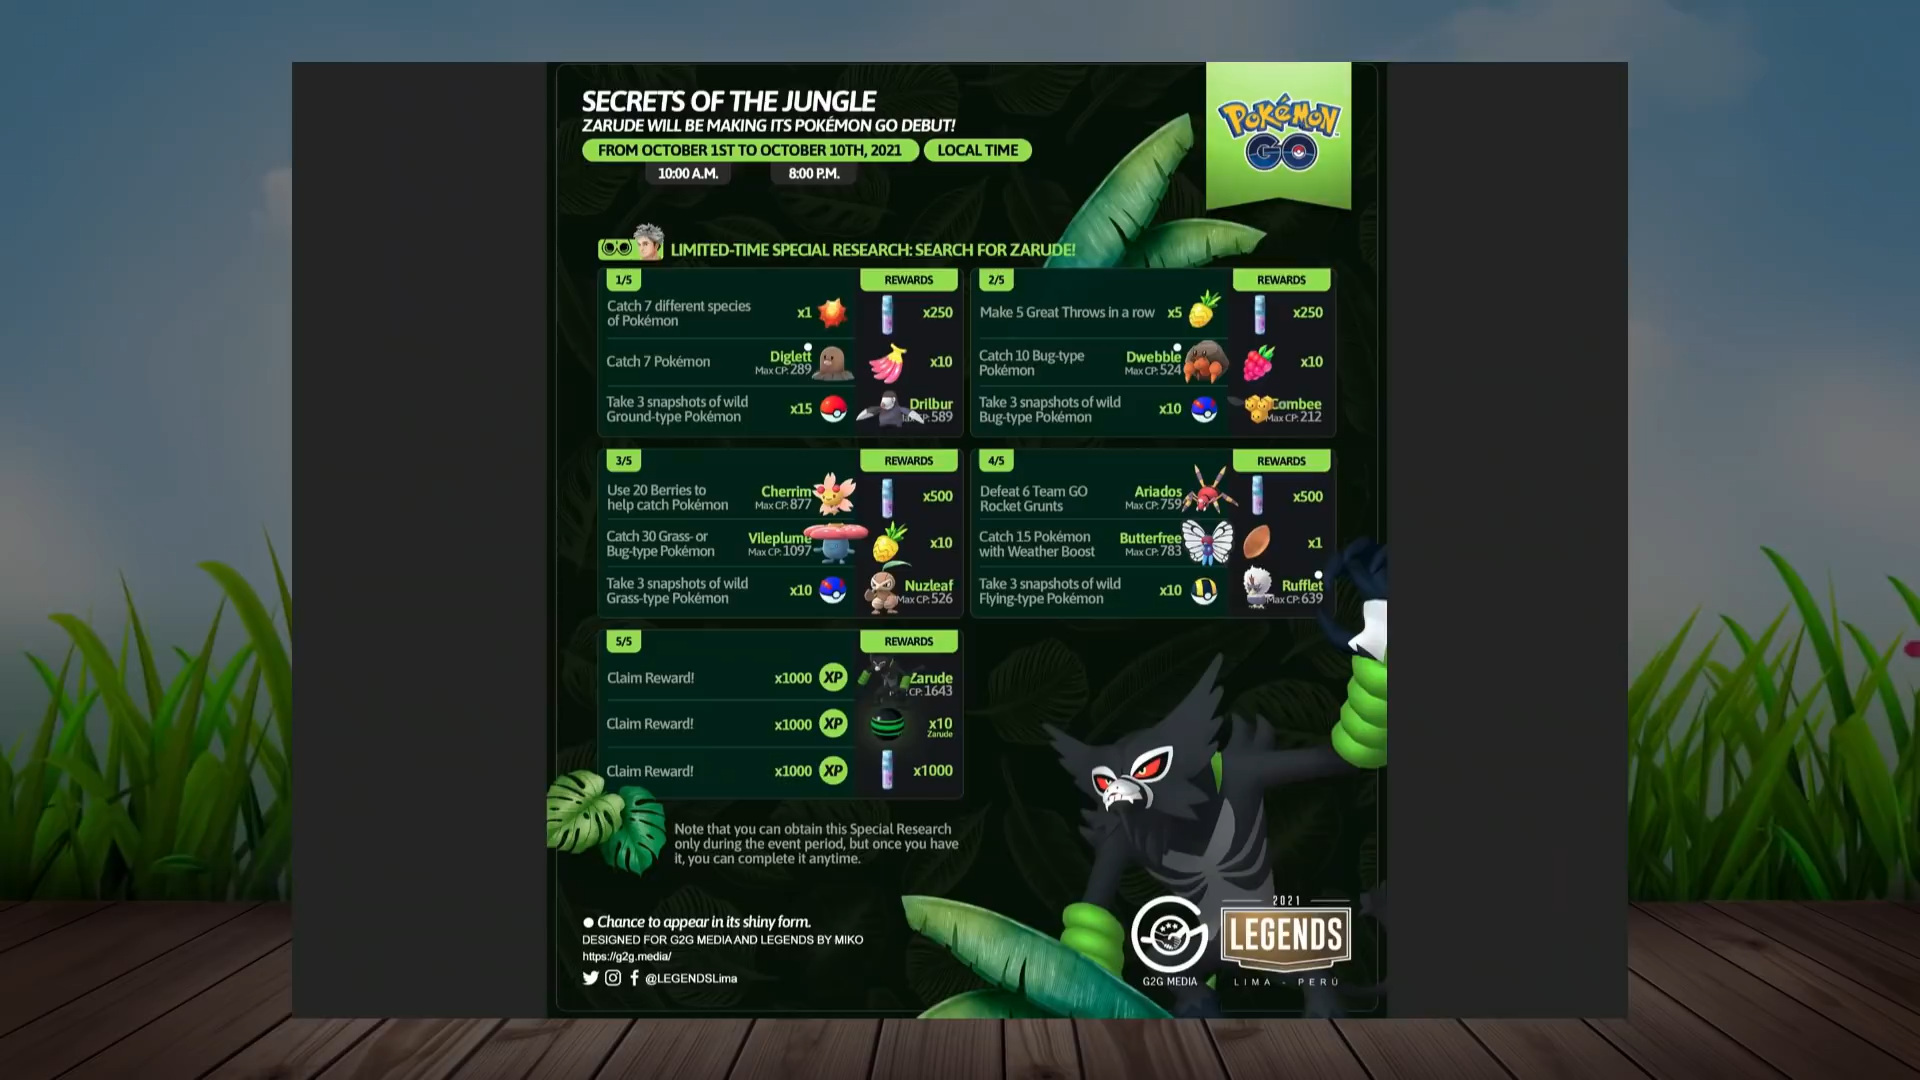 SECRETS OF THE JUNGLE
ZARUDE WILL BE MAKING ITS POKÉMON GO DEBUT!
FROM OCTOBER 1ST TO OCTOBER 10TH, 2021
LOCAL TIME
10:00 A.M.
8:00 P.M.
POKéMON
GO
LIMITED-TIME SPECIAL RESEARCH: SEARCH FOR ZARUDE!
1/5
REWARDS
Catch 7 different species
of Pokémon
x1
x250
Catch 7 Pokémon
Diglett
Max CP: 289
x10
Take 3 snapshots of wild
Ground-type Pokémon
x15
Drilbur
CP: 589
2/5
REWARDS
Make 5 Great Throws in a row
x5
x250
Catch 10 Bug-type
Pokémon
Dwebble
Max CP: 524
x10
Take 3 snapshots of wild
Bug-type Pokémon
x10
Combee
Max CP: 212
3/5
REWARDS
Use 20 Berries to
help catch Pokémon
Cherrim
Max CP: 877
x500
Catch 30 Grass- or
Bug-type Pokémon
Vileplume
Max CP: 1097
x10
Take 3 snapshots of wild
Grass-type Pokémon
x10
Nuzleaf
Max CP: 526
4/5
REWARDS
Defeat 6 Team GO
Rocket Grunts
Ariados
Max CP: 759
x500
Catch 15 Pokémon
with Weather Boost
Butterfree
Max CP: 783
x1
Take 3 snapshots of wild
Flying-type Pokémon
x10
Rufflet
Max CP: 639
5/5
REWARDS
Claim Reward!
x1000 XP
Zarude
CP: 1643
Claim Reward!
x1000 XP
x10
Zarude
Claim Reward!
x1000 XP
x1000
Note that you can obtain this Special Research
only during the event period, but once you have
it, you can complete it anytime.
Chance to appear in its shiny form.
DESIGNED FOR G2G MEDIA AND LEGENDS BY MIKO
https://g2g.media/
@LEGENDSLima
G2G MEDIA
2021
LEGENDS
LIMA - PERÚ